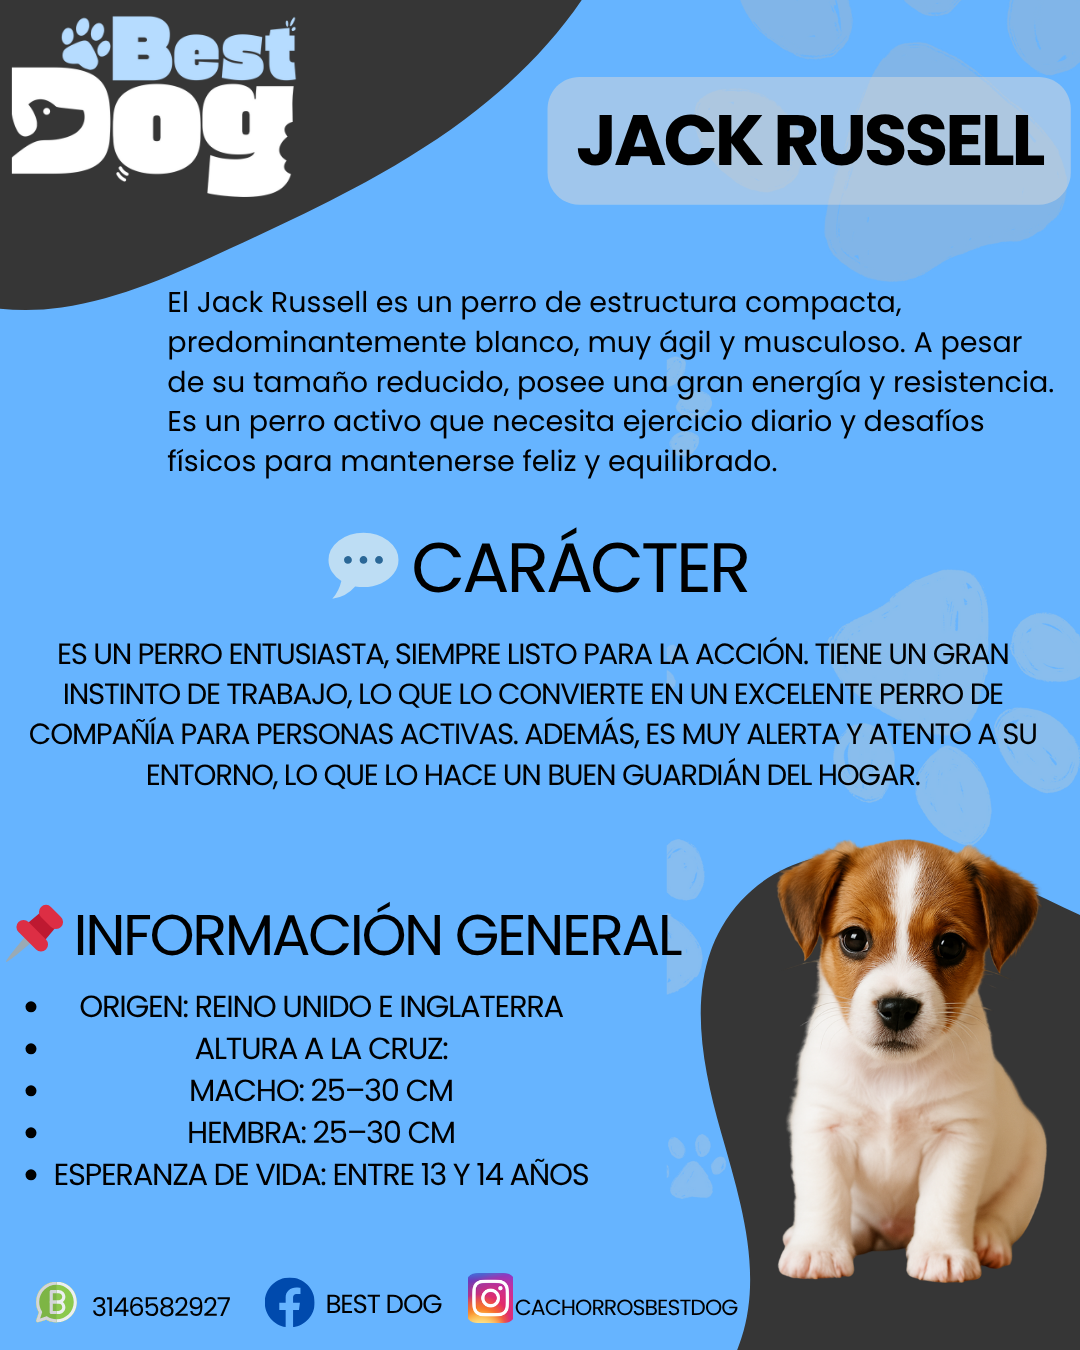 Best
Dog
JACK RUSSELL
El Jack Russell es un perro de estructura compacta,
predominantemente blanco, muy ágil y musculoso. A pesar
de su tamaño reducido, posee una gran energía y resistencia.
Es un perro activo que necesita ejercicio diario y desafíos
físicos para mantenerse feliz y equilibrado.
CARÁCTER
ES UN PERRO ENTUSIASTA, SIEMPRE LISTO PARA LA ACCIÓN. TIENE UN GRAN
INSTINTO DE TRABAJO, LO QUE LO CONVIERTE EN UN EXCELENTE PERRO DE
COMPAÑÍA PARA PERSONAS ACTIVAS. ADEMÁS, ES MUY ALERTA Y ATENTO A SU
ENTORNO, LO QUE LO HACE UN BUEN GUARDIÁN DEL HOGAR.
INFORMACIÓN GENERAL
• ORIGEN: REINO UNIDO E INGLATERRA
• ALTURA A LA CRUZ:
• MACHO: 25–30 CM
• HEMBRA: 25–30 CM
• ESPERANZA DE VIDA: ENTRE 13 Y 14 AÑOS
B 3146582927 BEST DOG CACHORROSBESTDOG